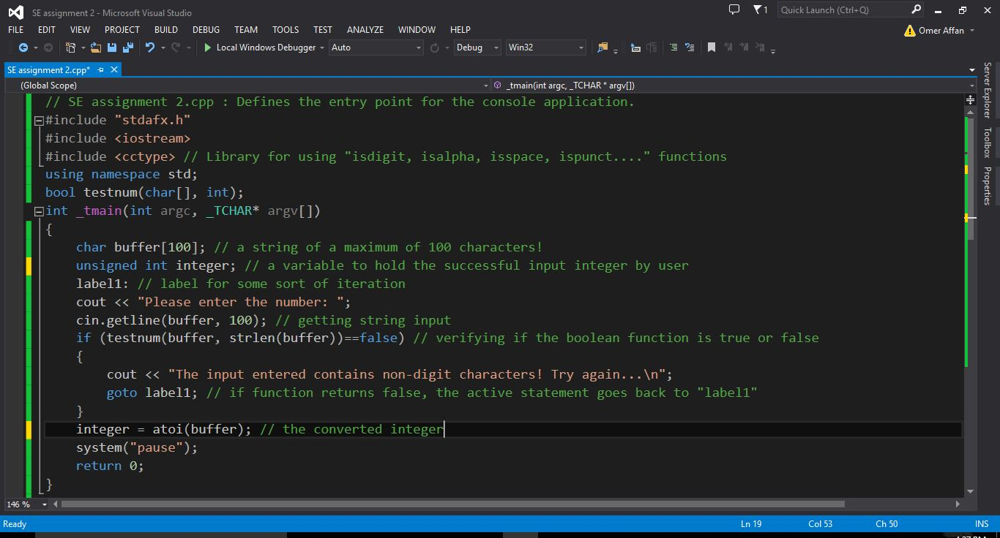 SE assignment 2 - Microsoft Visual Studio
1
Quick Launch (Ctrl+Q)
FILE EDIT VIEW PROJECT BUILD DEBUG TEAM TOOLS TEST ANALYZE WINDOW HELP
Omer Affan
Local Windows Debugger Auto Debug Win32
SE assignment 2.cpp*
(Global Scope) _tmain(int argc, _TCHAR * argv[])
// SE assignment 2.cpp : Defines the entry point for the console application.
#include "stdafx.h"
#include <iostream>
#include <cctype> // Library for using "isdigit, isalpha, isspace, ispunct...." functions
using namespace std;
bool testnum(char[], int);
int _tmain(int argc, _TCHAR* argv[])
{
char buffer[100]; // a string of a maximum of 100 characters!
unsigned int integer; // a variable to hold the successful input integer by user
label1: // label for some sort of iteration
cout << "Please enter the number: ";
cin.getline(buffer, 100); // getting string input
if (testnum(buffer, strlen(buffer))==false) // verifying if the boolean function is true or false
{
cout << "The input entered contains non-digit characters! Try again...\n";
goto label1; // if function returns false, the active statement goes back to "label1"
}
integer = atoi(buffer); // the converted integer
system("pause");
return 0;
}
Server Explorer
Toolbox
Properties
146 %
Ready Ln 19 Col 53 Ch 50 INS